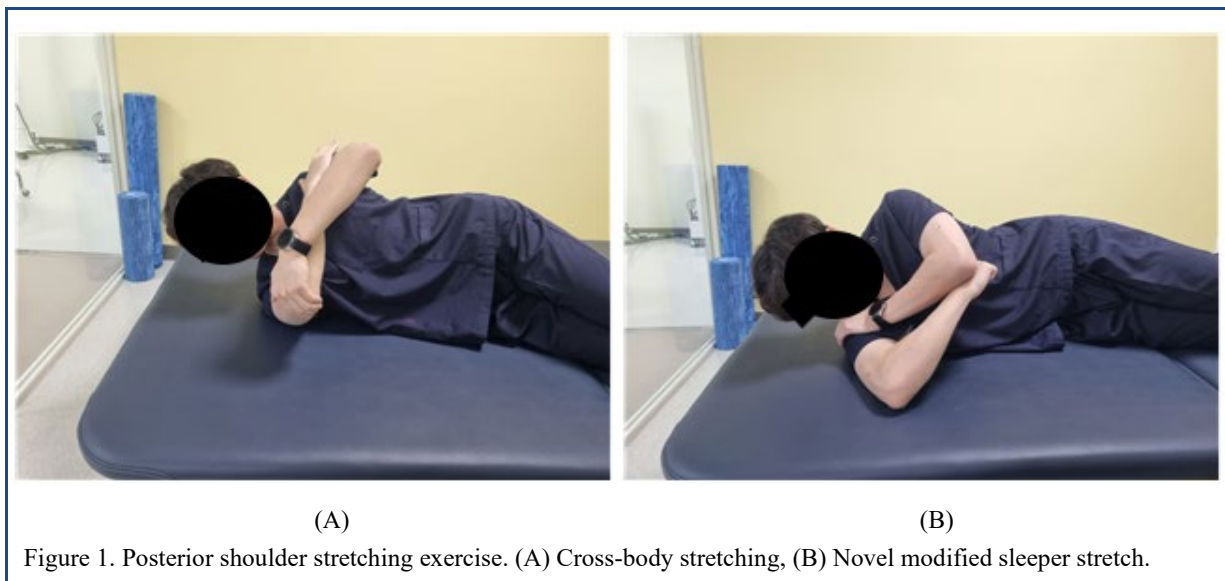 (A)
(B)
Figure 1. Posterior shoulder stretching exercise. (A) Cross-body stretching, (B) Novel modified sleeper stretch.